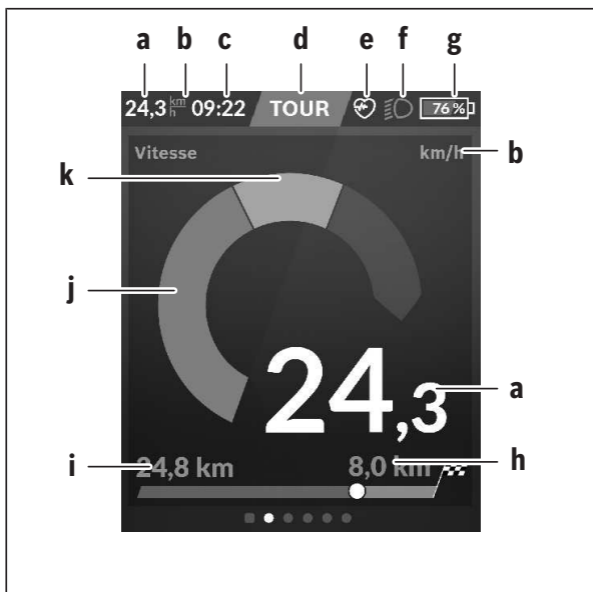 a b c d e f g
24,3 km/h 09:22 TOUR 76 %
Vitesse km/h b
k
j
24,3 a
i 24,8 km 8,0 km h